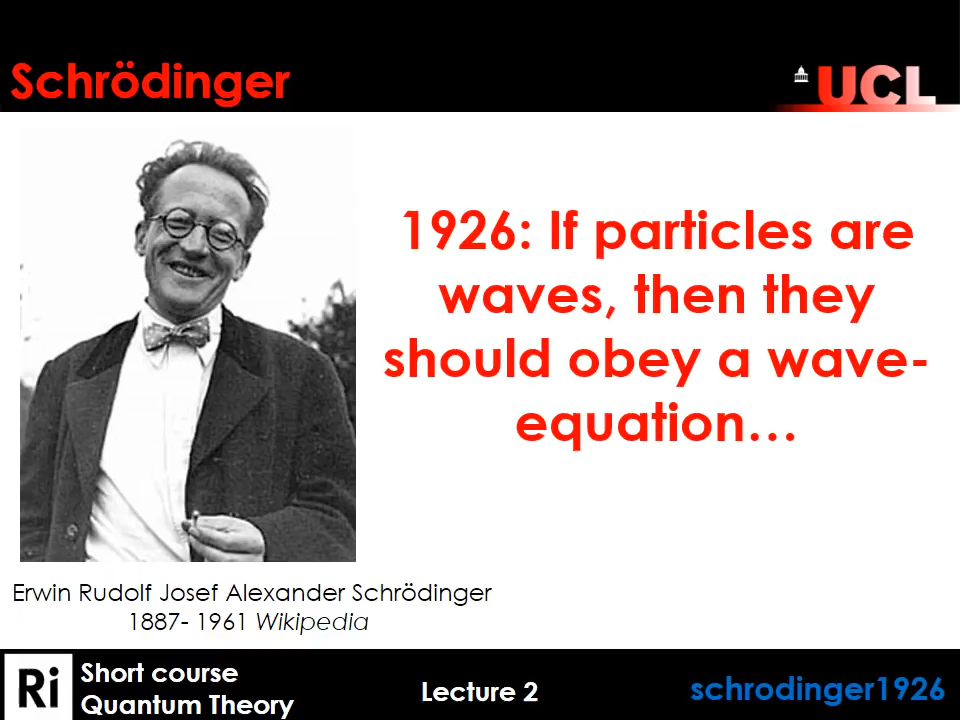 Schrödinger
UCL
1926: If particles are
waves, then they
should obey a wave-
equation…
Erwin Rudolf Josef Alexander Schrödinger
1887- 1961 Wikipedia
Ri
Short course
Quantum Theory
Lecture 2
schrodinger1926